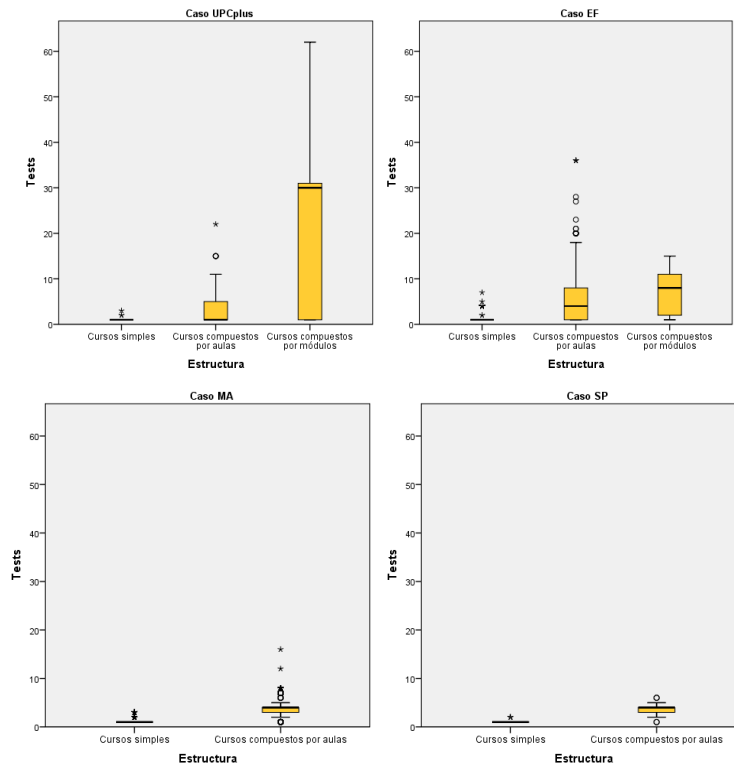 Caso UPCplus
Tests
60
50
40
30
20
10
0
Cursos simples
Cursos compuestos
por aulas
Cursos compuestos
por módulos
Estructura
Caso EF
Tests
60
50
40
30
20
10
0
Cursos simples
Cursos compuestos
por aulas
Cursos compuestos
por módulos
Estructura
Caso MA
Tests
60
50
40
30
20
10
0
Cursos simples
Cursos compuestos por aulas
Estructura
Caso SP
Tests
60
50
40
30
20
10
0
Cursos simples
Cursos compuestos por aulas
Estructura